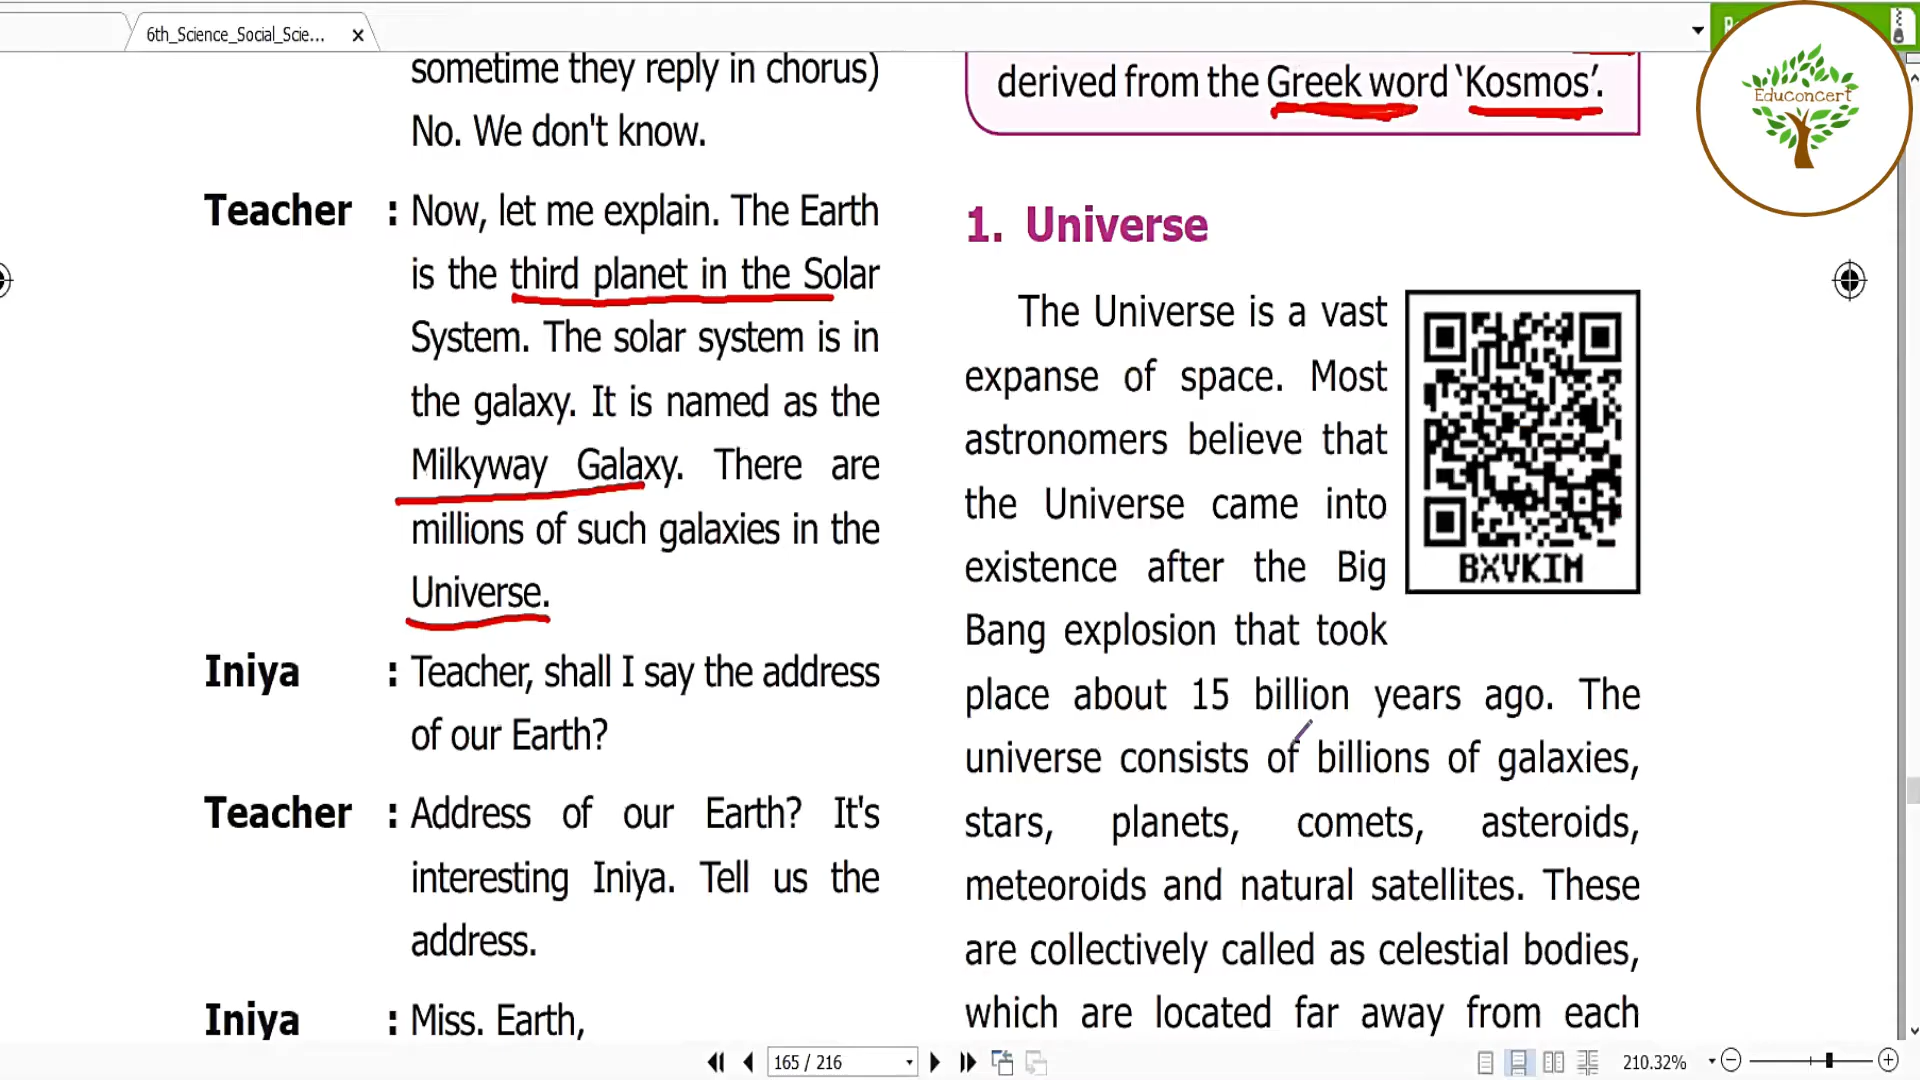 6th_Science_Social_Scie...
EduConcert
sometime they reply in chorus)
No. We don't know.
Teacher : Now, let me explain. The Earth
is the third planet in the Solar
System. The solar system is in
the galaxy. It is named as the
Milkyway Galaxy. There are
millions of such galaxies in the
Universe.
Iniya : Teacher, shall I say the address
of our Earth?
Teacher : Address of our Earth? It's
interesting Iniya. Tell us the
address.
Iniya : Miss. Earth,
derived from the Greek word ‘Kosmos’.
1. Universe
The Universe is a vast
expanse of space. Most
astronomers believe that
the Universe came into
existence after the Big
Bang explosion that took
place about 15 billion years ago. The
universe consists of billions of galaxies,
stars, planets, comets, asteroids,
meteoroids and natural satellites. These
are collectively called as celestial bodies,
which are located far away from each
BXVKIM
165 / 216
210.32%